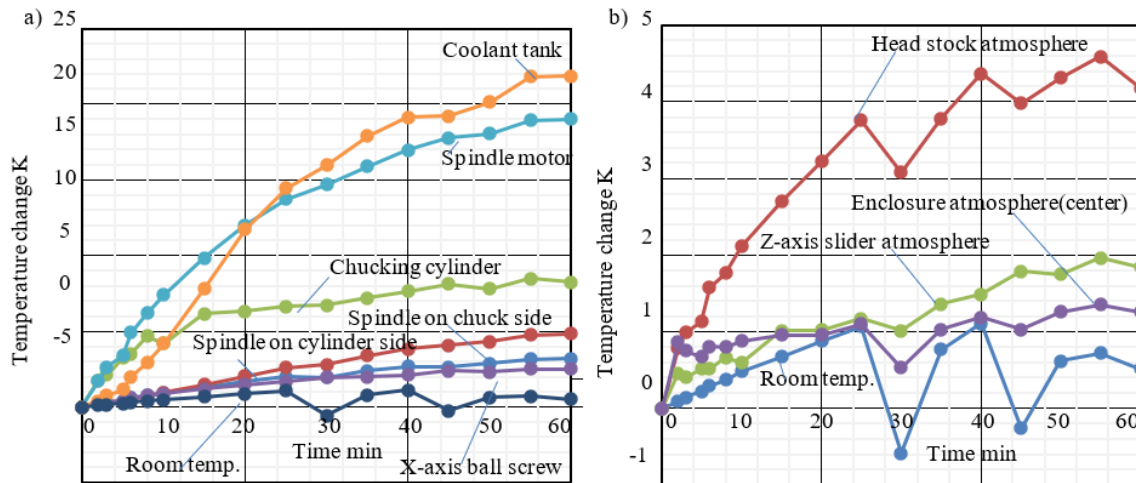 a)
25
20
15
10
5
0
-5
Temperature change K
Coolant tank
Spindle motor
Chucking cylinder
Spindle on chuck side
Spindle on cylinder side
0 10 20 30 40 50 60
Time min
Room temp.
X-axis ball screw
b)
5
4
3
2
1
0
-1
Temperature change K
Head stock atmosphere
Enclosure atmosphere(center)
Z-axis slider atmosphere
Room temp.
0 10 20 30 40 50 60
Time min